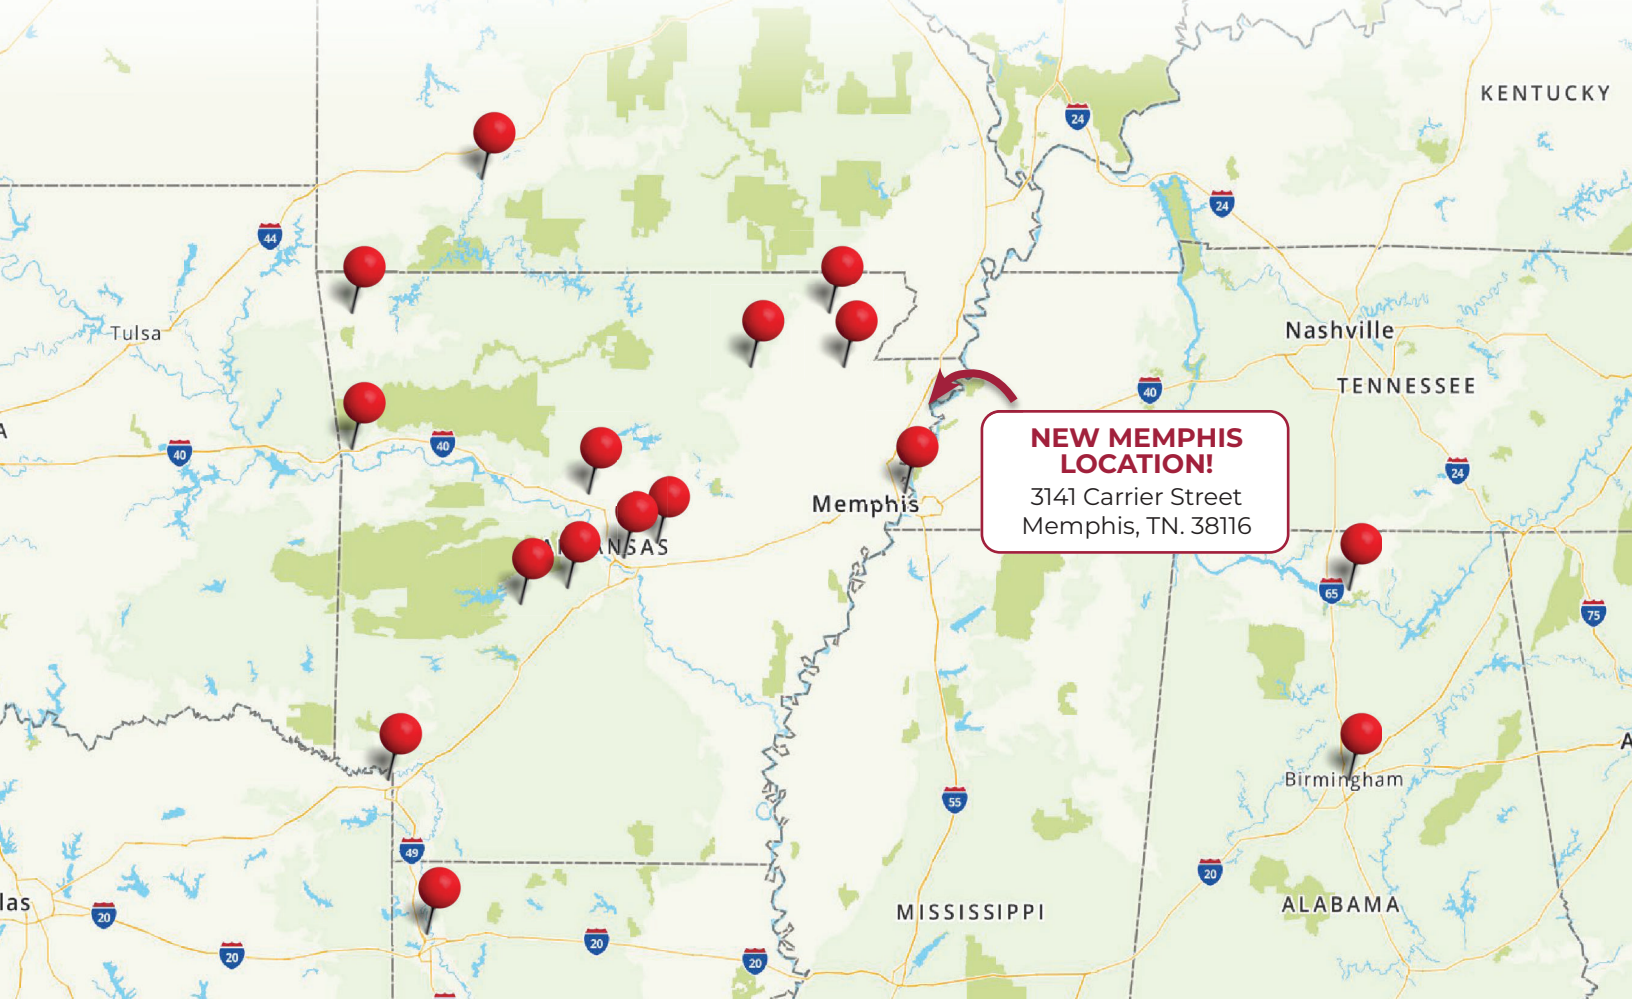 KENTUCKY
24
24
44
Tulsa
Nashville
TENNESSEE
40
NEW MEMPHIS
LOCATION!
3141 Carrier Street
Memphis, TN. 38116
40
40
24
Memphis
65
75
Birmingham
55
49
20
las
20
ALABAMA
MISSISSIPPI
20
20
20
A
A
NSAS